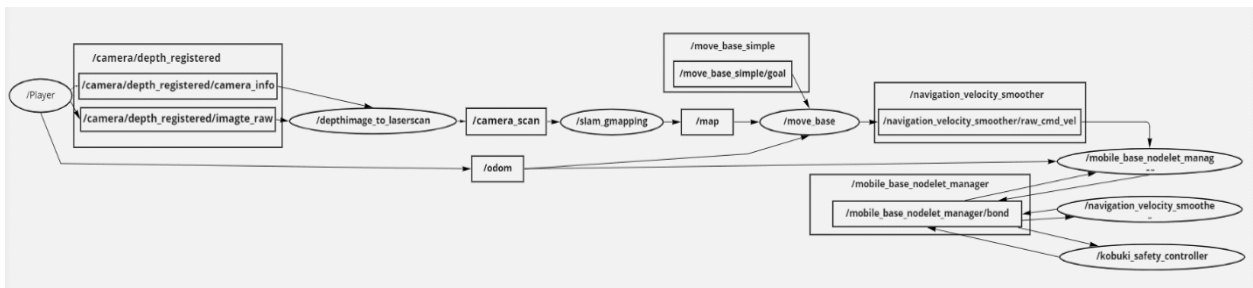 /Player
/camera/depth_registered
/camera/depth_registered/camera_info
/camera/depth_registered/imagte_raw
/depthimage_to_laserscan
/camera_scan
/slam_gmapping
/map
/odom
/move_base_simple
/move_base_simple/goal
/move_base
/navigation_velocity_smoother
/navigation_velocity_smoother/raw_cmd_vel
/mobile_base_nodelet_manag
--
/mobile_base_nodelet_manager
/mobile_base_nodelet_manager/bond
/navigation_velocity_smoothe
-
/kobuki_safety_controller